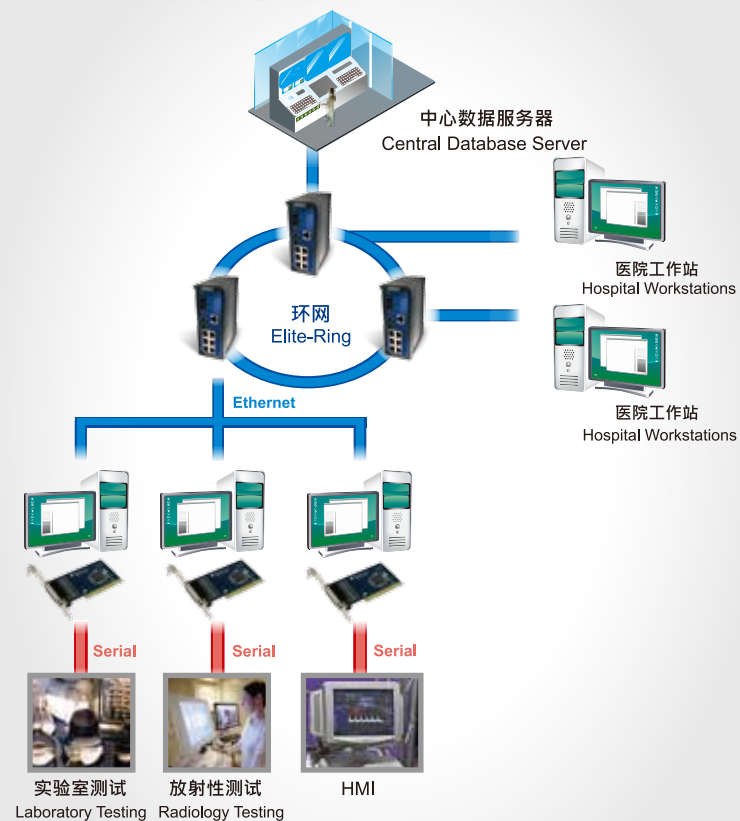 中心数据服务器
Central Database Server
医院工作站
Hospital Workstations
环网
Elite-Ring
医院工作站
Hospital Workstations
Ethernet
Serial
Serial
Serial
实验室测试
Laboratory Testing
放射性测试
Radiology Testing
HMI